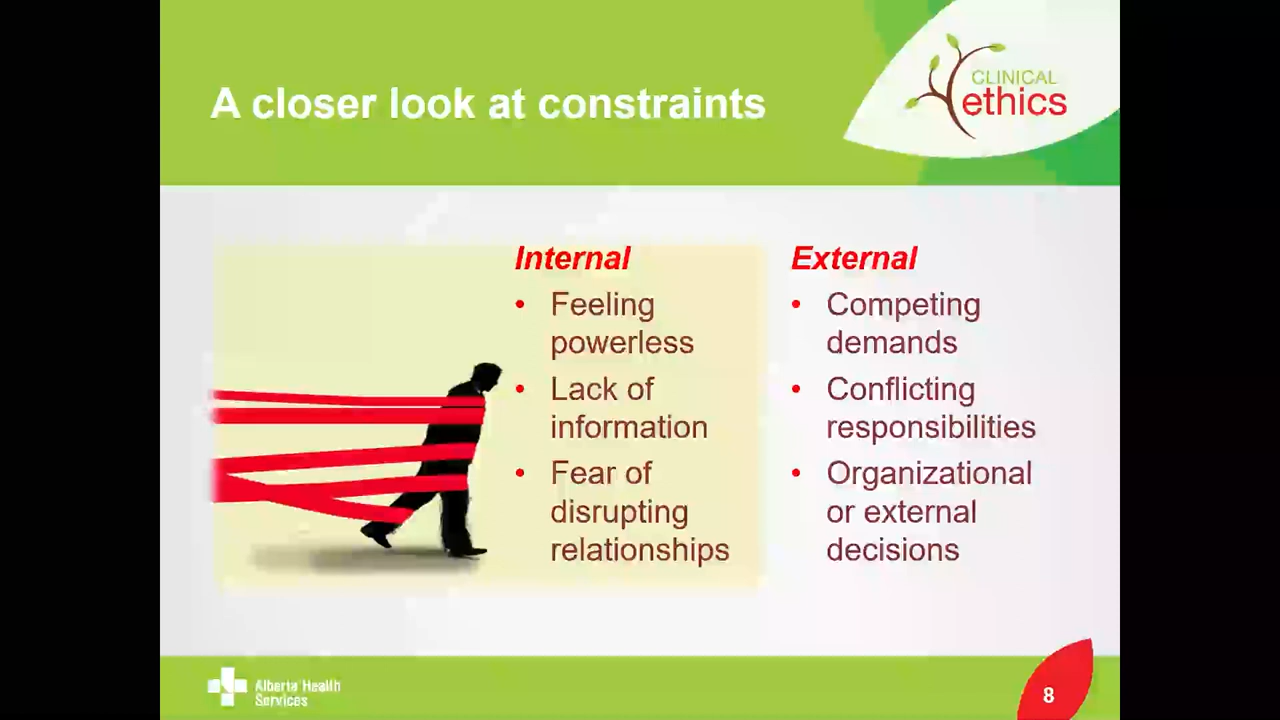 A closer look at constraints
CLINICAL
ethics
Internal
• Feeling
powerless
• Lack of
information
• Fear of
disrupting
relationships
External
• Competing
demands
• Conflicting
responsibilities
• Organizational
or external
decisions
Alberta Health
Services
8